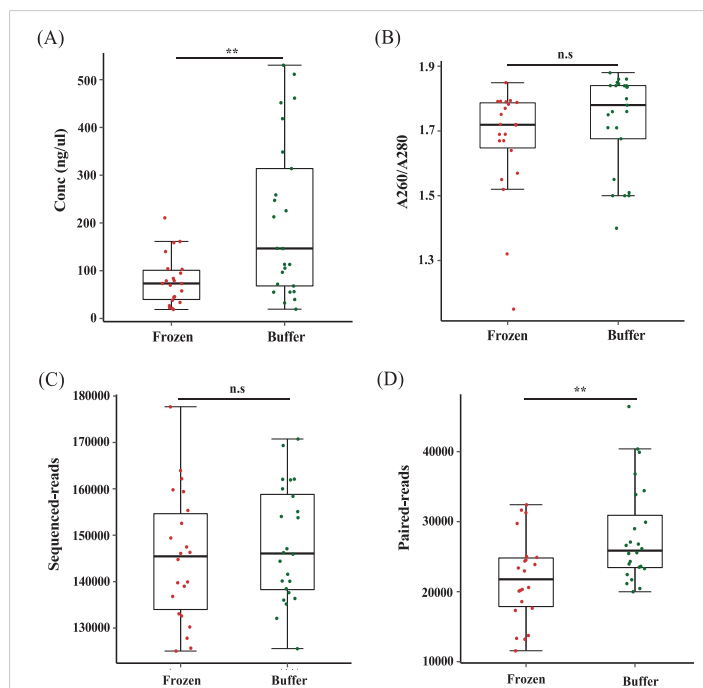 (A)
**
Conc (ng/ul)
500
400
300
200
100
0
Frozen
Buffer
(B)
n.s
A260/A280
1.9
1.7
1.5
1.3
Frozen
Buffer
(C)
n.s
Sequenced-reads
180000
170000
160000
150000
140000
130000
Frozen
Buffer
(D)
**
Paired-reads
40000
30000
20000
10000
Frozen
Buffer